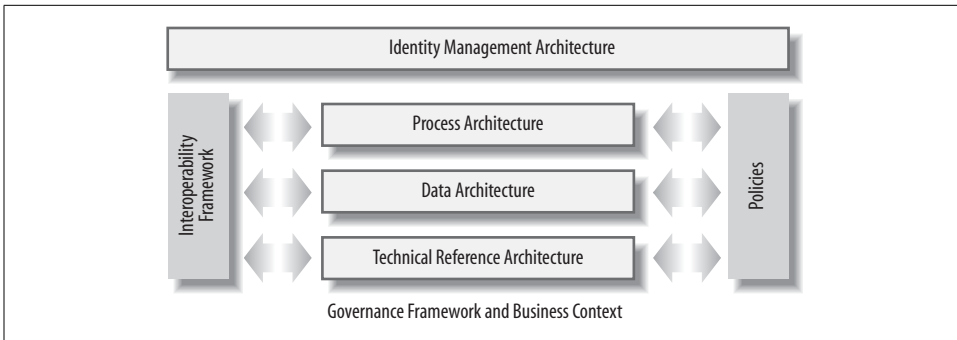 Identity Management Architecture
Interoperability
Framework
Process Architecture
Data Architecture
Technical Reference Architecture
Policies
Governance Framework and Business Context